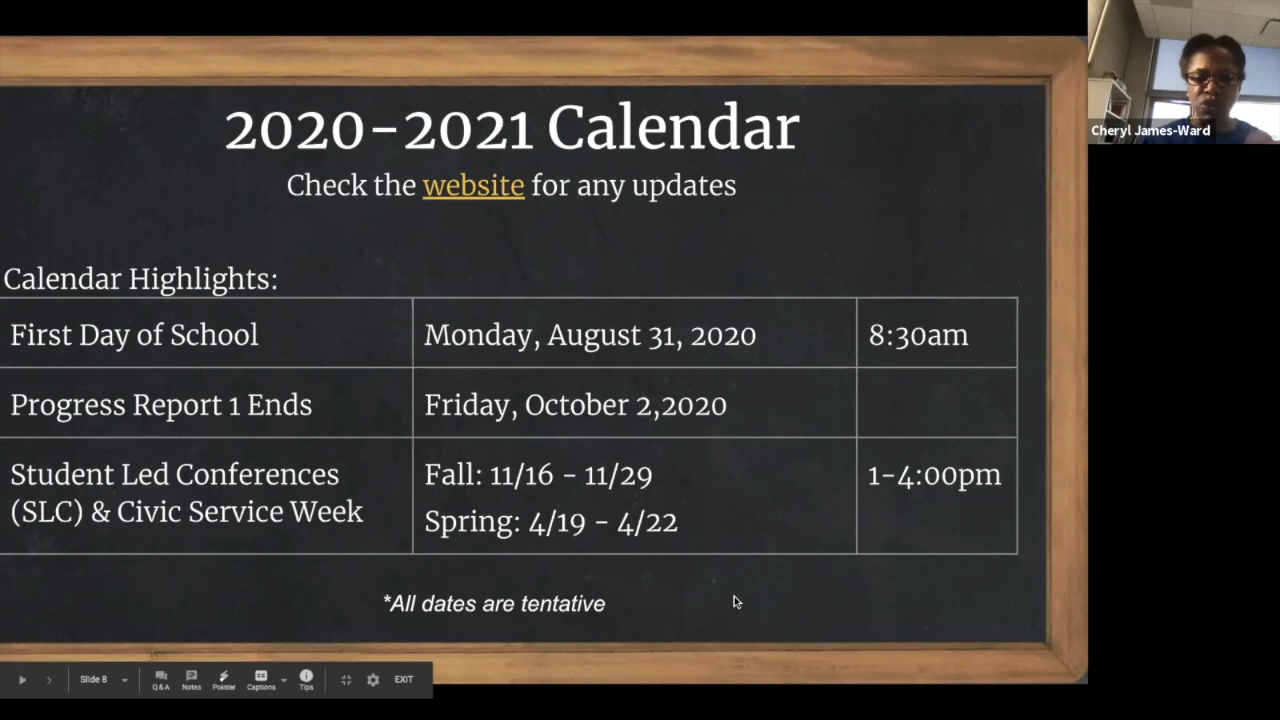 2020-2021 Calendar
Check the website for any updates
Cheryl James-Ward
Calendar Highlights:
First Day of School
Monday, August 31, 2020
8:30am
Progress Report 1 Ends
Friday, October 2,2020
Student Led Conferences
(SLC) & Civic Service Week
Fall: 11/16 - 11/29
Spring: 4/19 - 4/22
1-4:00pm
*All dates are tentative
Slide 8
Q&A
Notes
Pointer
CC
Captions
Tips
EXIT